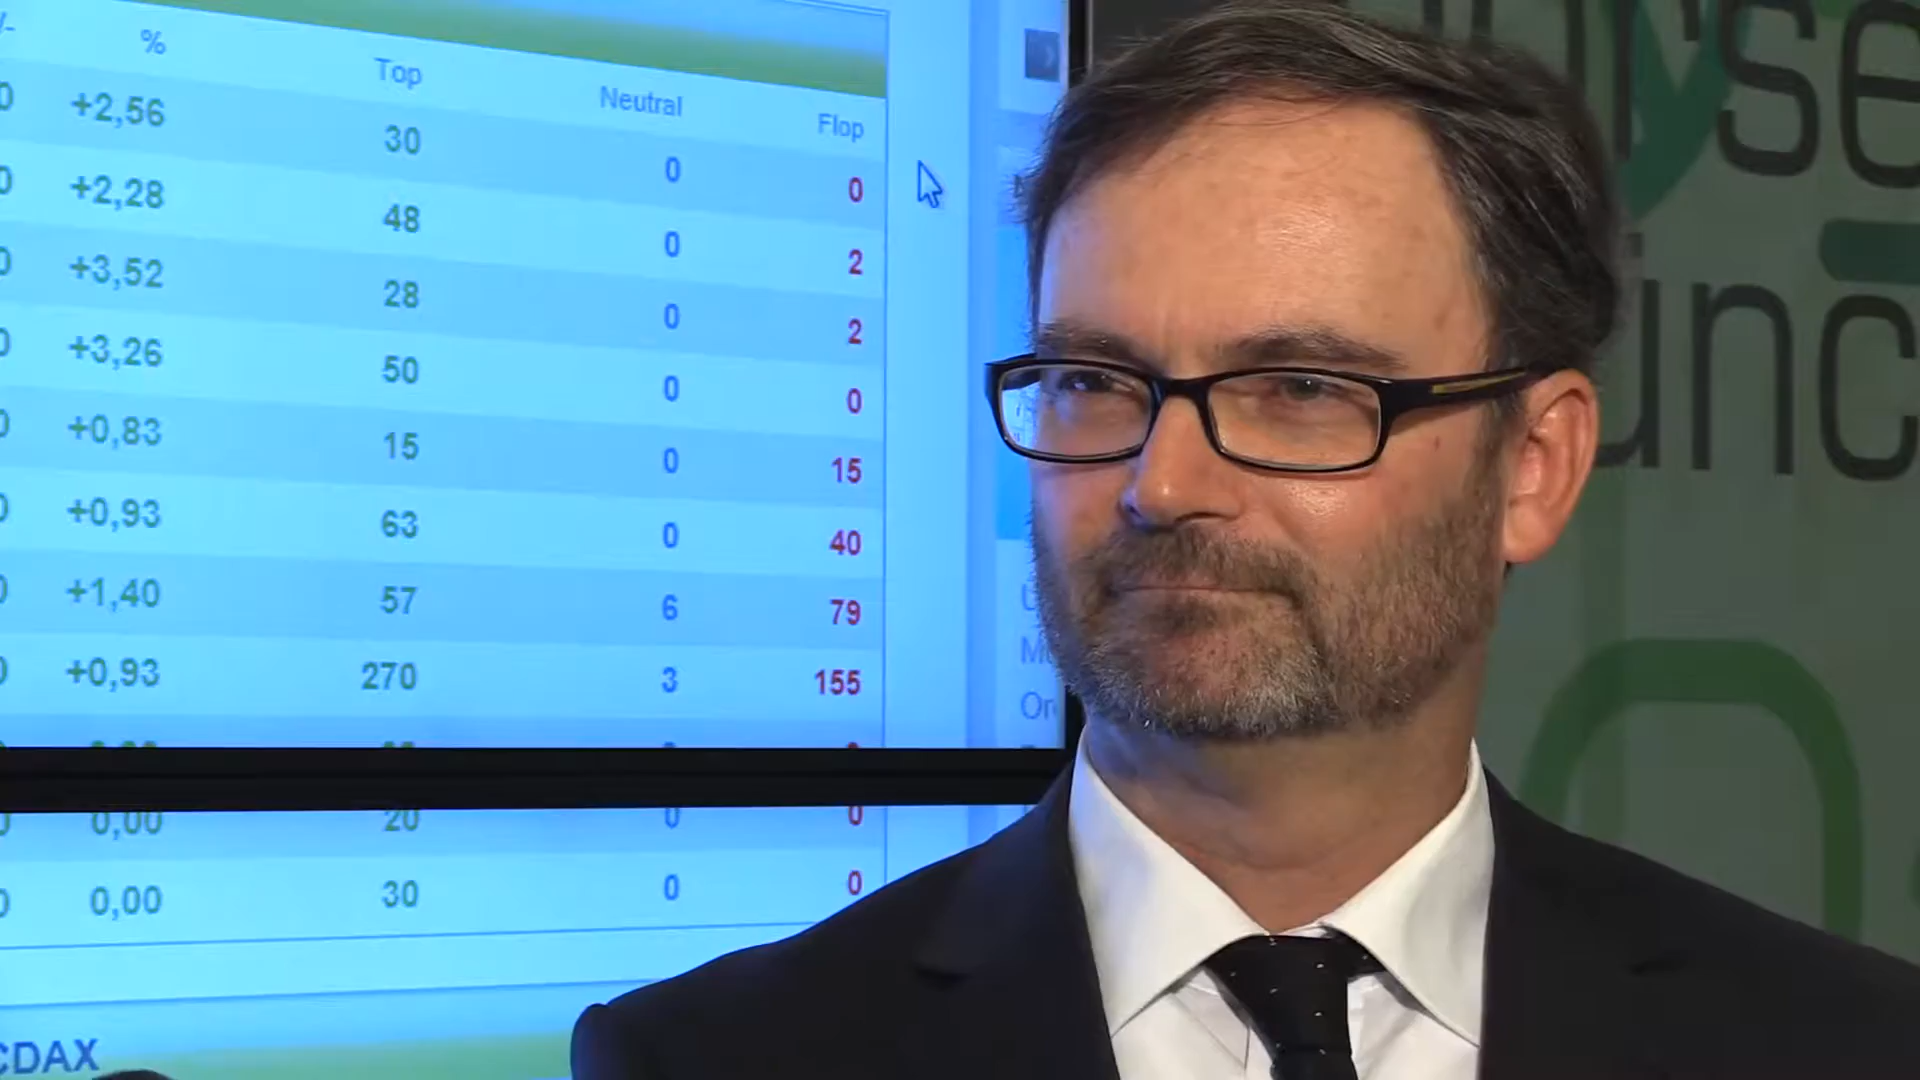 % Top Neutral Flop
+2,56 30 0 0
+2,28 48 0 2
+3,52 28 0 2
+3,26 50 0 0
+0,83 15 0 15
+0,93 63 0 40
+1,40 57 6 79
+0,93 270 3 155
0,00 20 0 0
0,00 30 0 0
CDAX
örse
ünc